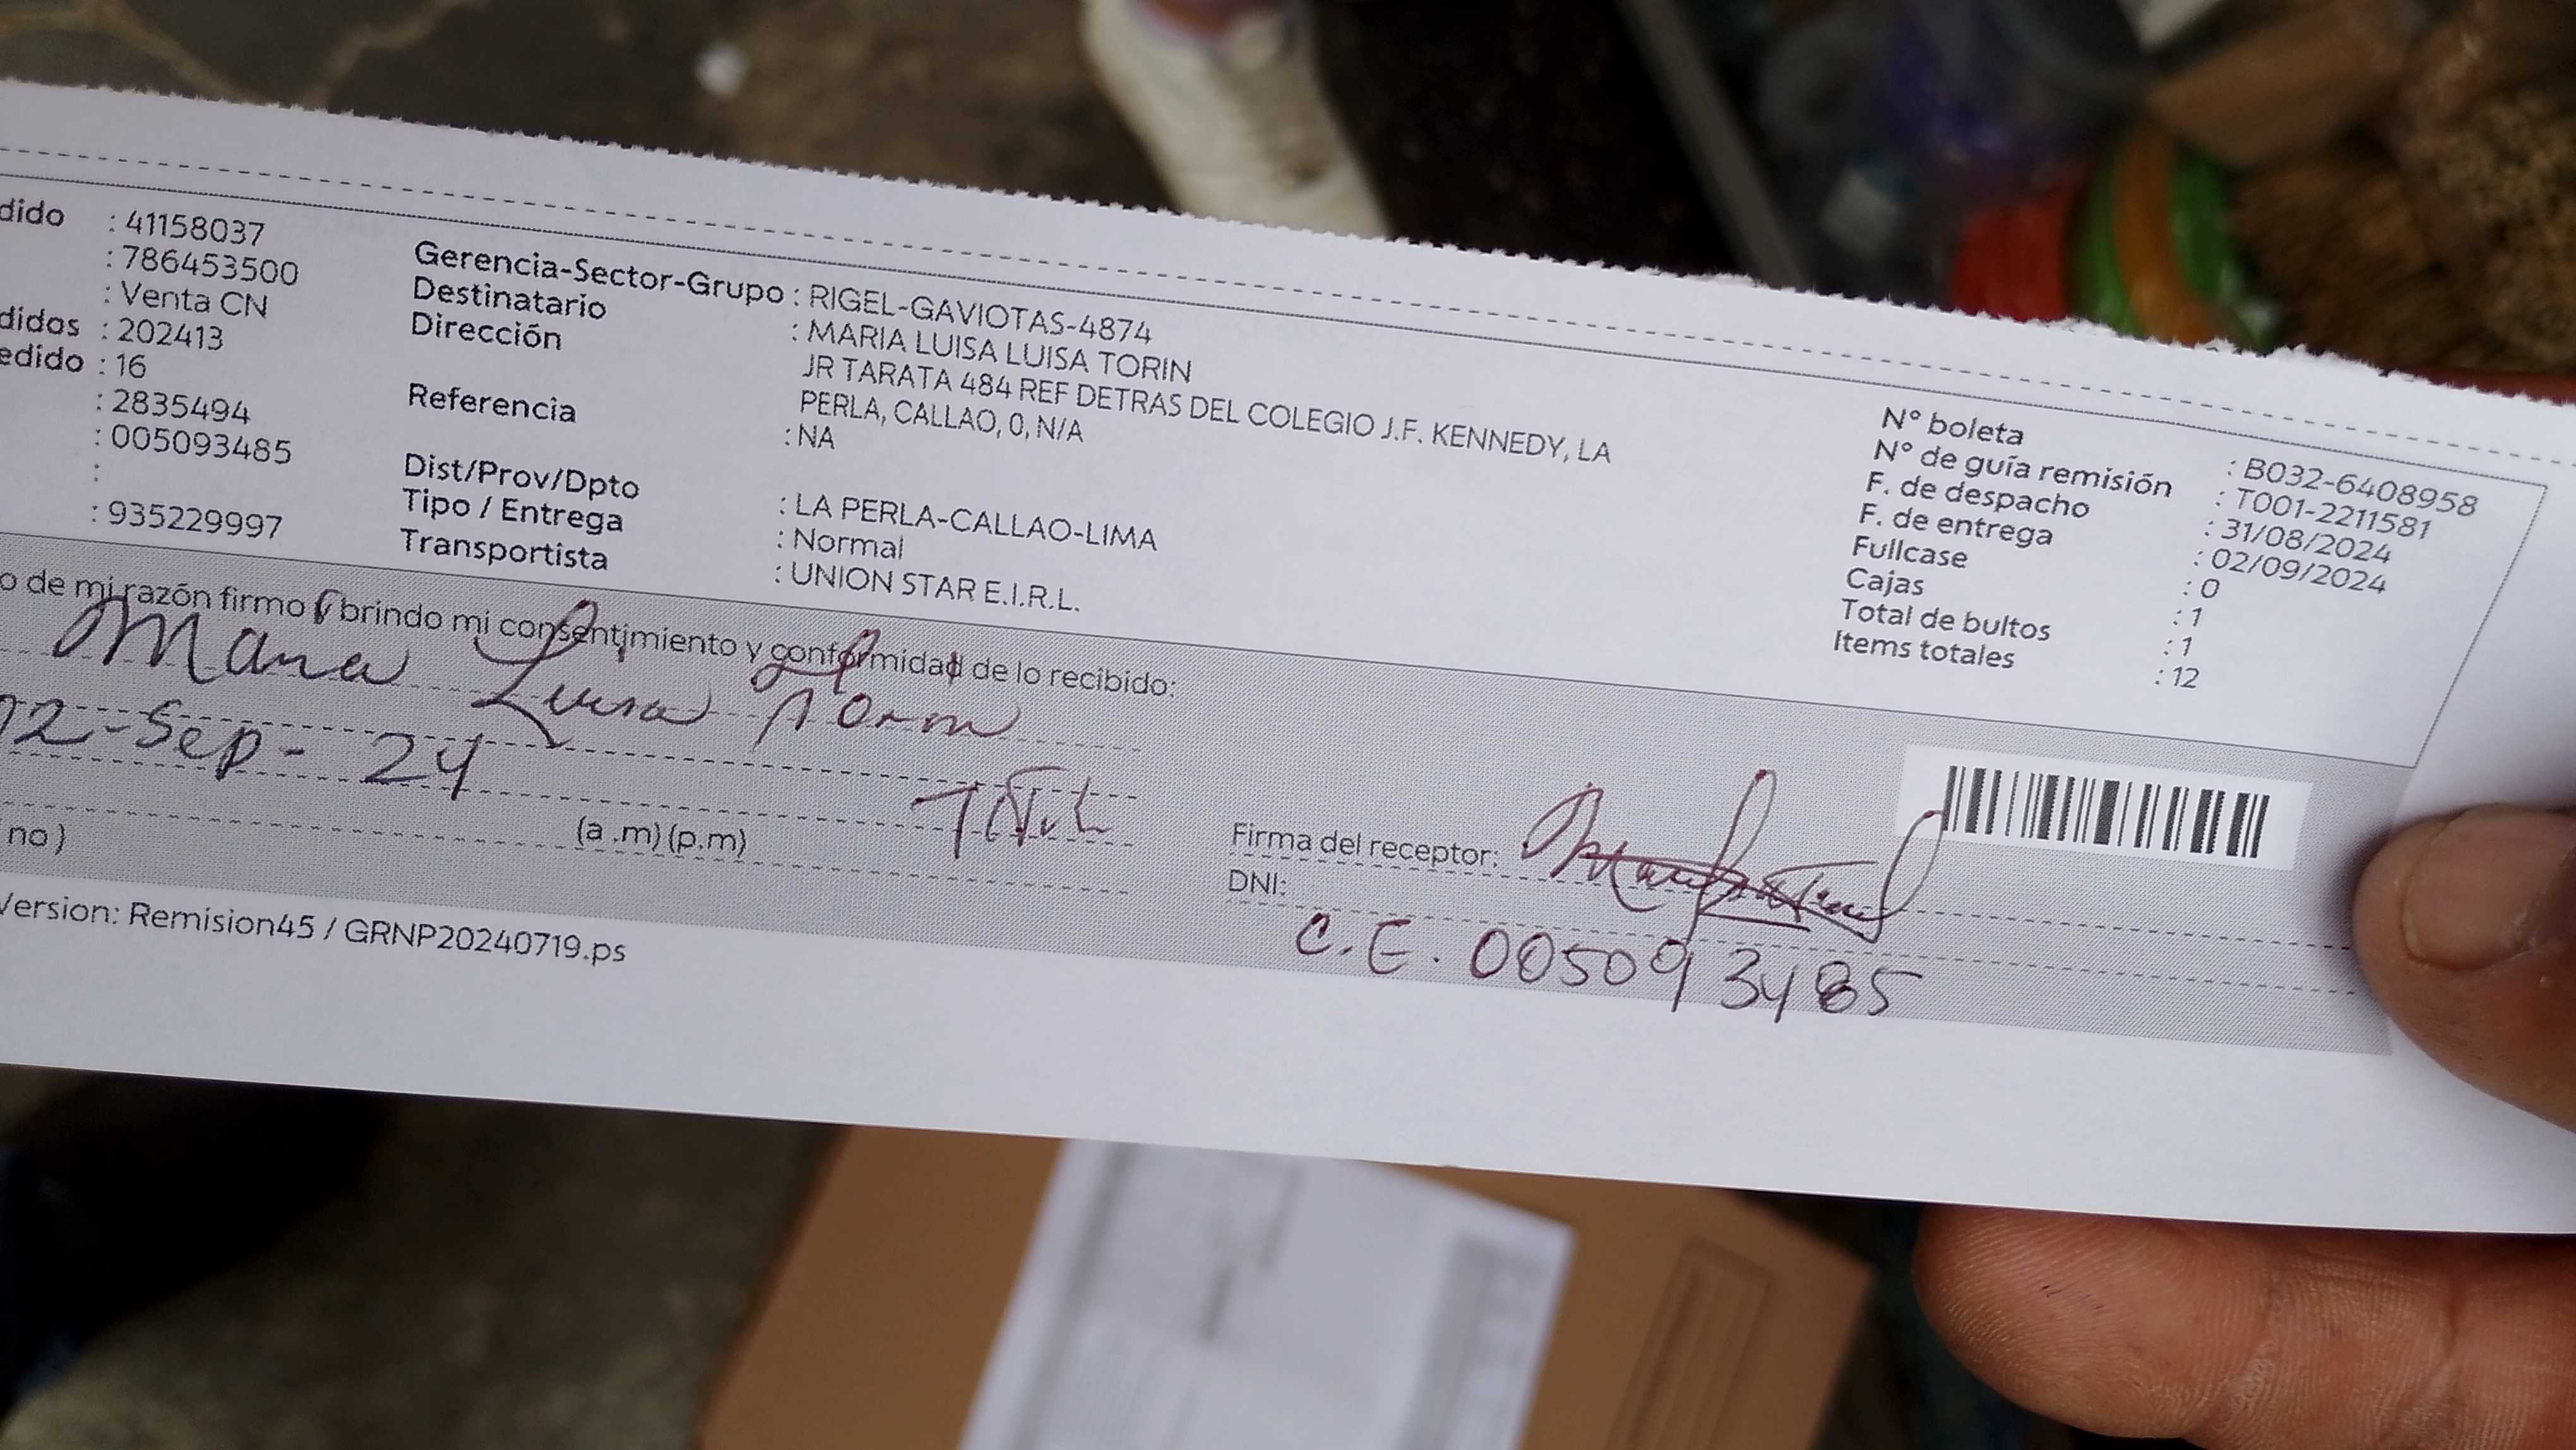 dido : 41158037
: 786453500
: Venta CN
didos : 202413
edido : 16
: 2835494
: 005093485
:
: 935229997
Gerencia-Sector-Grupo : RIGEL-GAVIOTAS-4874
Destinatario : MARIA LUISA LUISA TORIN
Dirección JR TARATA 484 REF DETRAS DEL COLEGIO J.F. KENNEDY, LA
PERLA, CALLAO, 0, N/A
Referencia : NA
Dist/Prov/Dpto : LA PERLA-CALLAO-LIMA
Tipo / Entrega : Normal
Transportista : UNION STAR E.I.R.L.
N° boleta : B032-6408958
N° de guía remisión : T001-2211581
F. de despacho : 31/08/2024
F. de entrega : 02/09/2024
Fullcase : 0
Cajas : 1
Total de bultos : 1
Items totales : 12
o de mi razón firmo y brindo mi consentimiento y conformidad de lo recibido:
Maria Luisa Torin
02-Sep-24
no ) (a .m) (p.m)
Firma del receptor:
DNI:
C.E. 005093485
Version: Remision45 / GRNP20240719.ps